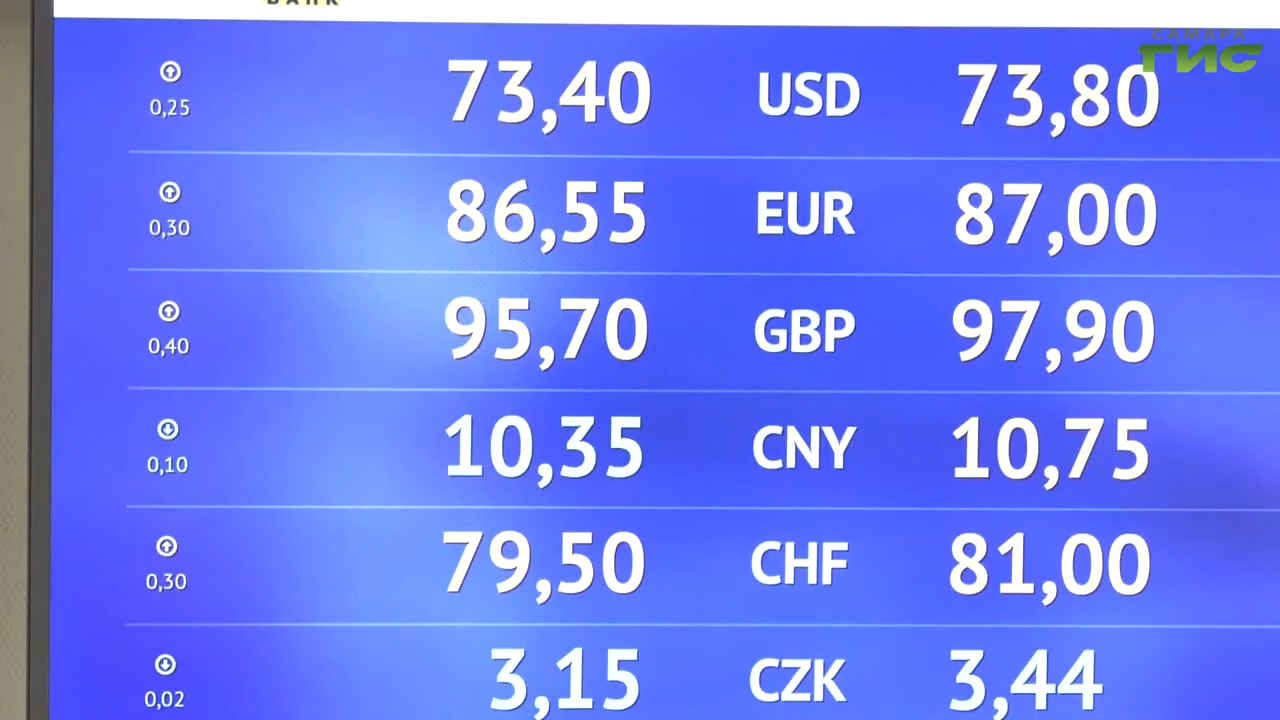 САМАРА
ГИС
0,25 73,40 USD 73,80
0,30 86,55 EUR 87,00
0,40 95,70 GBP 97,90
0,10 10,35 CNY 10,75
0,30 79,50 CHF 81,00
0,02 3,15 CZK 3,44